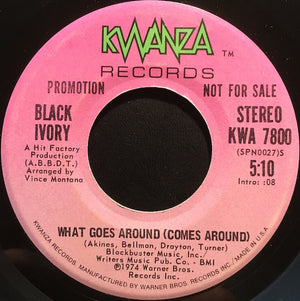 KWANZA
TM
RECORDS
PROMOTION
NOT FOR SALE
BLACK
IVORY
A Hit Factory
Production
(A.B.B.D.T.)
Arranged by
Vince Montana
STEREO
KWA 7800
(SPN0027)S
5:10
Intro: :08
WHAT GOES AROUND (COMES AROUND)
(Akines, Bellman, Drayton, Turner)
Blockbuster Music, Inc./
Writers Music Pub. Co. - BMI
©1974 Warner Bros.
Records Inc.
KWANZA RECORDS, MANUFACTURED BY WARNER BROS. RECORDS INC., MADE IN U.S.A.